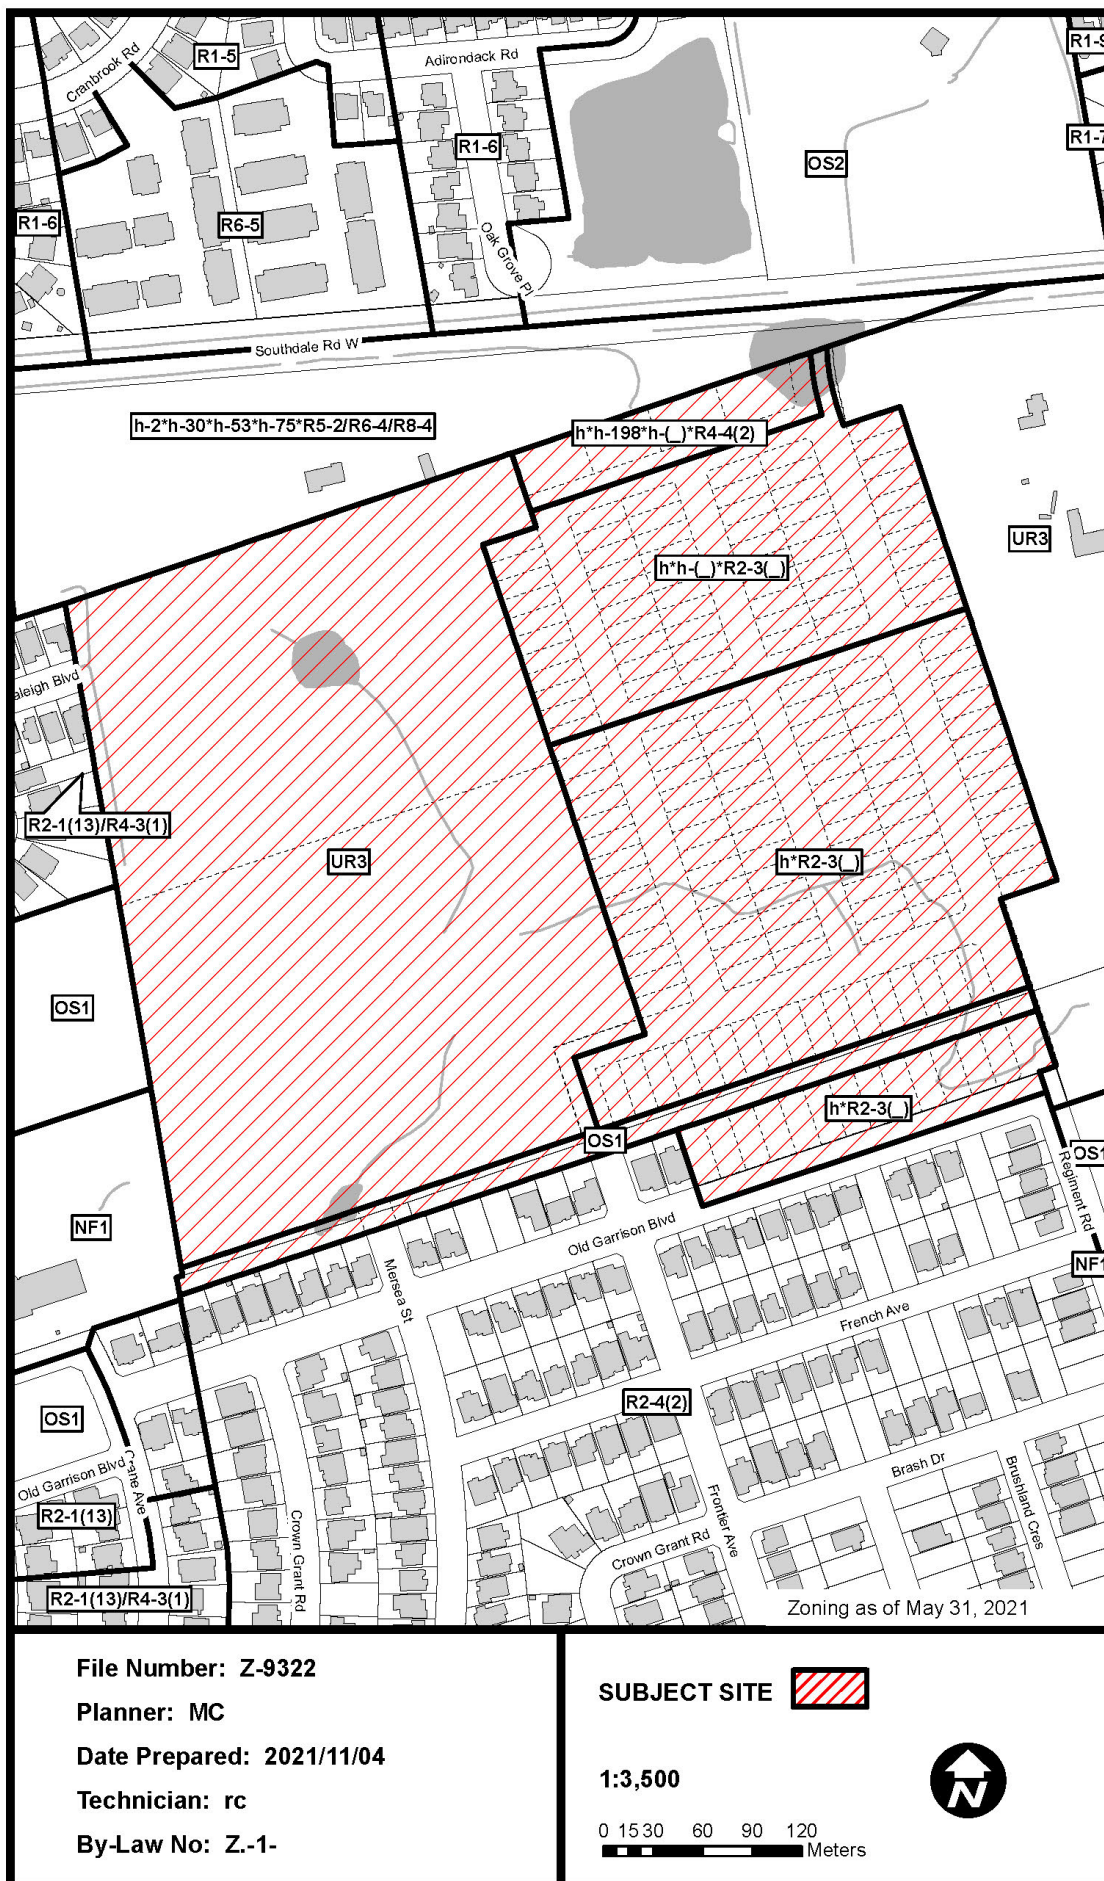 R1-5
Adirondack Rd
Cranbrook Rd
R1-6
OS2
R1-6
R6-5
Oak Grove Pl
Southdale Rd W
h-2*h-30*h-53*h-75*R5-2/R6-4/R8-4
h*h-198*h-(_)*R4-4(2)
UR3
h*h-(_)*R2-3(_)
aleigh Blvd
R2-1(13)/R4-3(1)
UR3
h*R2-3(_)
OS1
h*R2-3(_)
OS1
OS1
Regiment Rd
NF1
Old Garrison Blvd
Mersea St
NF1
French Ave
R2-4(2)
OS1
Old Garrison Blvd
Crane Ave
Brash Dr
Brushland Cres
R2-1(13)
Crown Grant Rd
Frontier Ave
Crown Grant Rd
R2-1(13)/R4-3(1)
Zoning as of May 31, 2021
File Number: Z-9322
Planner: MC
Date Prepared: 2021/11/04
Technician: rc
By-Law No: Z.-1-
SUBJECT SITE
1:3,500
N
0 15 30 60 90 120
Meters